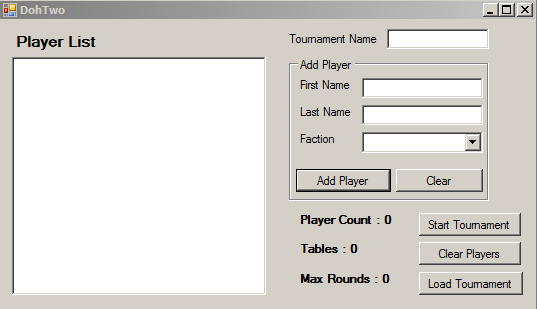 DohTwo
Player List
Tournament Name
Add Player
First Name
Last Name
Faction
Add Player Clear
Player Count : 0 Start Tournament
Tables : 0 Clear Players
Max Rounds : 0 Load Tournament